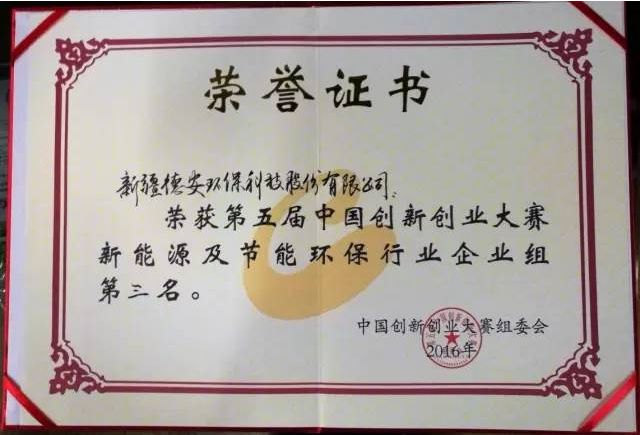 荣誉证书
新疆德安环保科技股份有限公司:
荣获第五届中国创新创业大赛
新能源及节能环保行业企业组
第三名。
中国创新创业大赛组委会
2016年